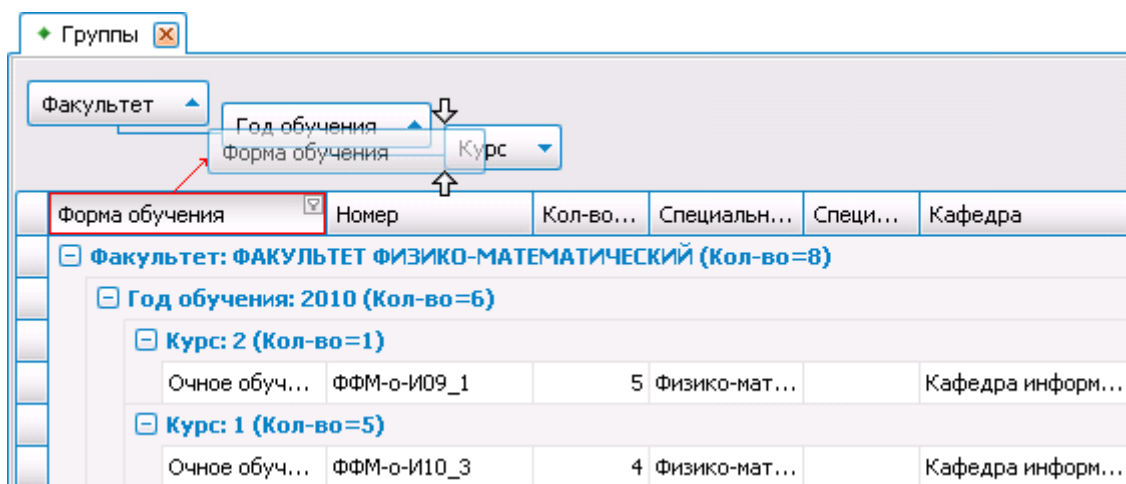 Группы
Факультет
Год обучения
Форма обучения Курс
Форма обучения Номер Кол-во... Специальн... Специ... Кафедра
Факультет: ФАКУЛЬТЕТ ФИЗИКО-МАТЕМАТИЧЕСКИЙ (Кол-во=8)
Год обучения: 2010 (Кол-во=6)
Курс: 2 (Кол-во=1)
Очное обуч... ФФМ-о-И09_1 5 Физико-мат... Кафедра информ...
Курс: 1 (Кол-во=5)
Очное обуч... ФФМ-о-И10_3 4 Физико-мат... Кафедра информ...